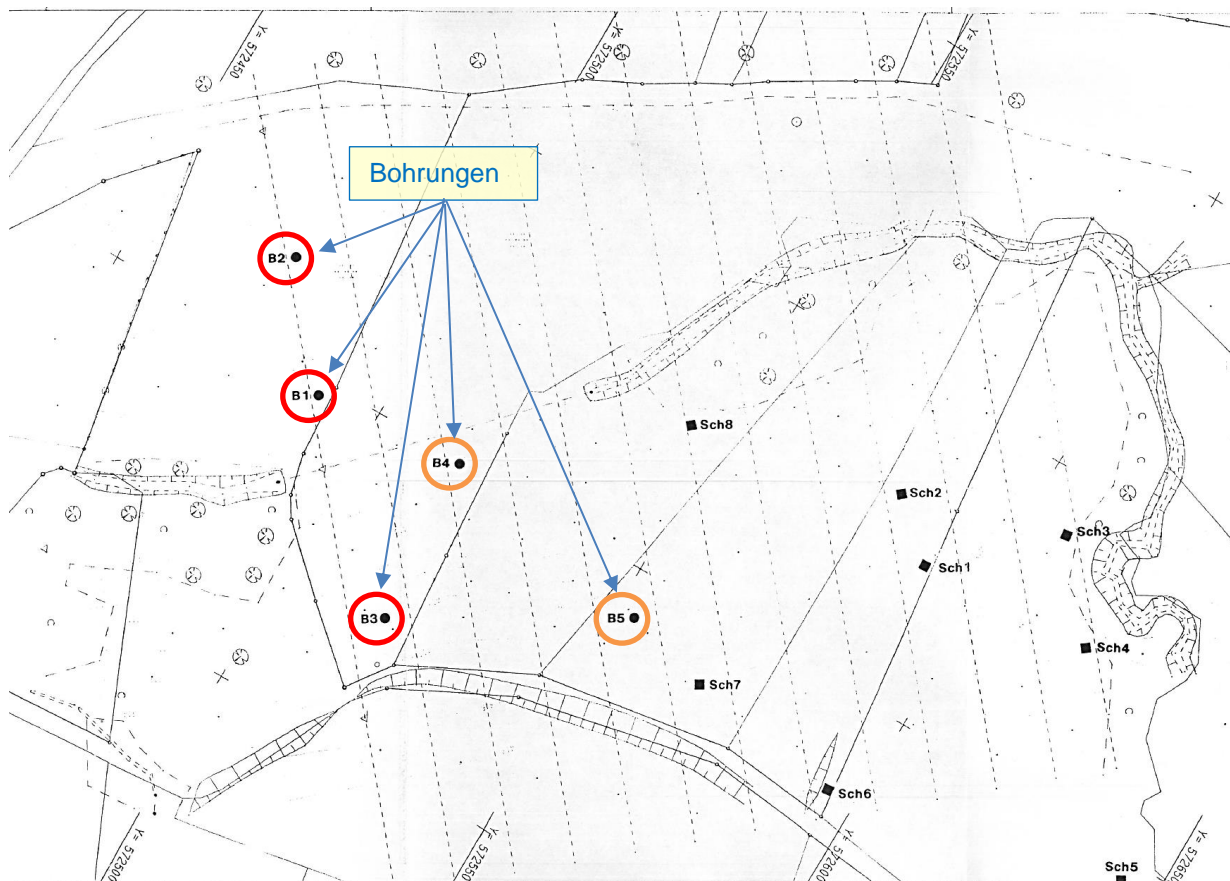 Y= 572450
Y= 572500
Y= 572550
Bohrungen
B2
B1
B4
Sch8
Sch2
Sch3
Sch1
B3
B5
Sch4
Sch7
Sch6
Y= 572500
Y= 572550
Y= 572600
Y= 572650
Sch5